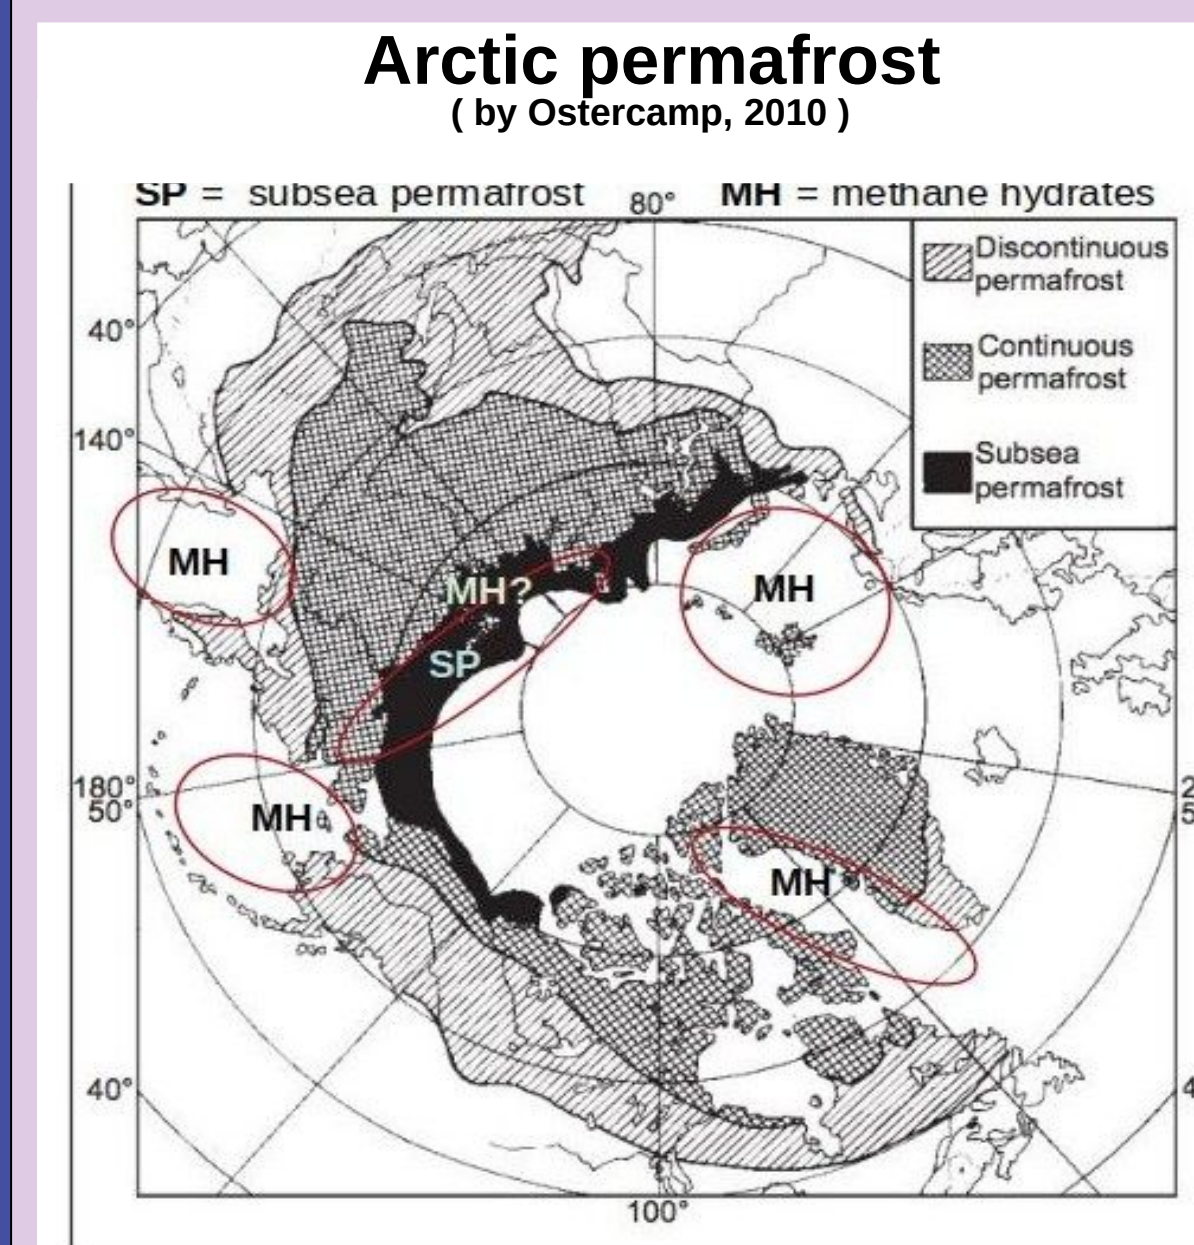 Arctic permafrost
( by Ostercamp, 2010 )
SP = subsea permafrost
80°
MH = methane hydrates
Discontinuous
permafrost
40°
Continuous
permafrost
140°
Subsea
permafrost
MH
MH?
MH
SP
180°
50°
MH
MH
40°
100°